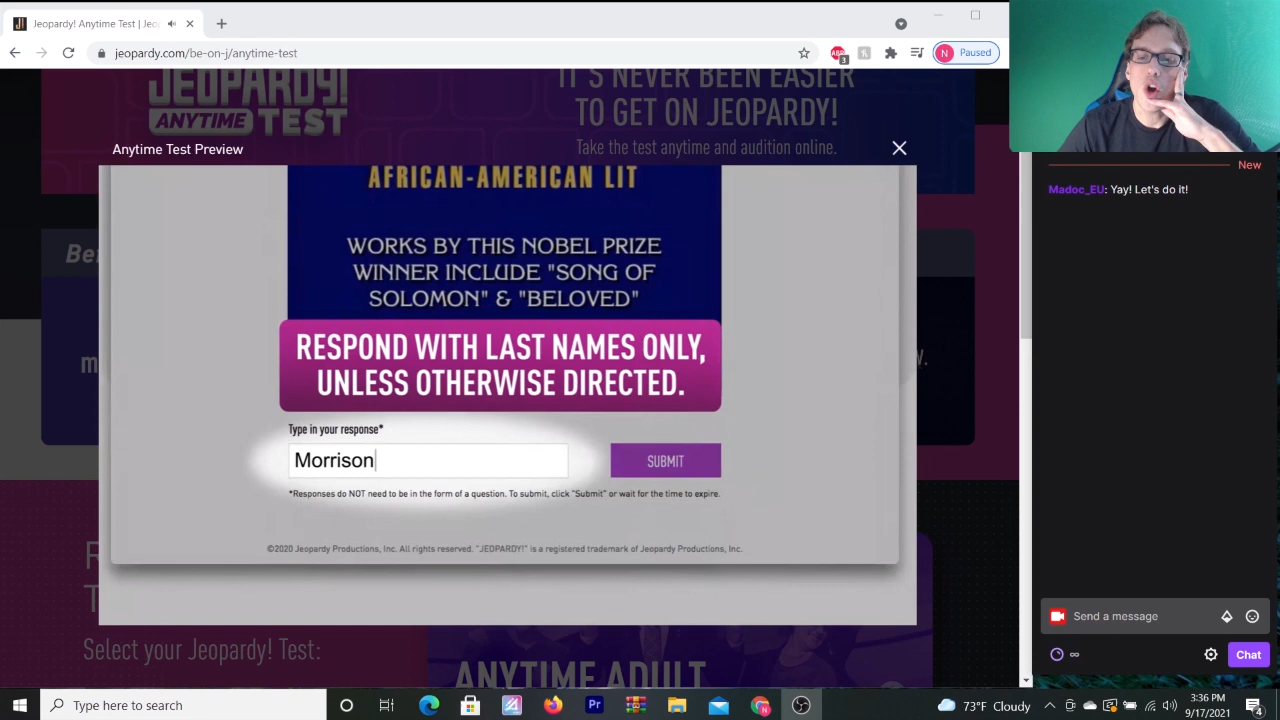 Jeopardy! Anytime Test | Jeo
jeopardy.com/be-on-j/anytime-test
ABP
3
N Paused
JEOPARDY!
ANYTIME TEST
IT'S NEVER BEEN EASIER
TO GET ON JEOPARDY!
Take the test anytime and audition online.
Anytime Test Preview
AFRICAN-AMERICAN LIT
WORKS BY THIS NOBEL PRIZE
WINNER INCLUDE "SONG OF
SOLOMON" & "BELOVED"
RESPOND WITH LAST NAMES ONLY,
UNLESS OTHERWISE DIRECTED.
Type in your response*
Morrison
SUBMIT
*Responses do NOT need to be in the form of a question. To submit, click "Submit" or wait for the time to expire.
©2020 Jeopardy Productions, Inc. All rights reserved. "JEOPARDY!" is a registered trademark of Jeopardy Productions, Inc.
Bef
m
y.
R
T
Select your Jeopardy! Test:
ANYTIME ADULT
New
Madoc_EU: Yay! Let's do it!
Send a message
∞
Chat
Type here to search
Pr
N
73°F Cloudy
3:36 PM
9/17/2021
4